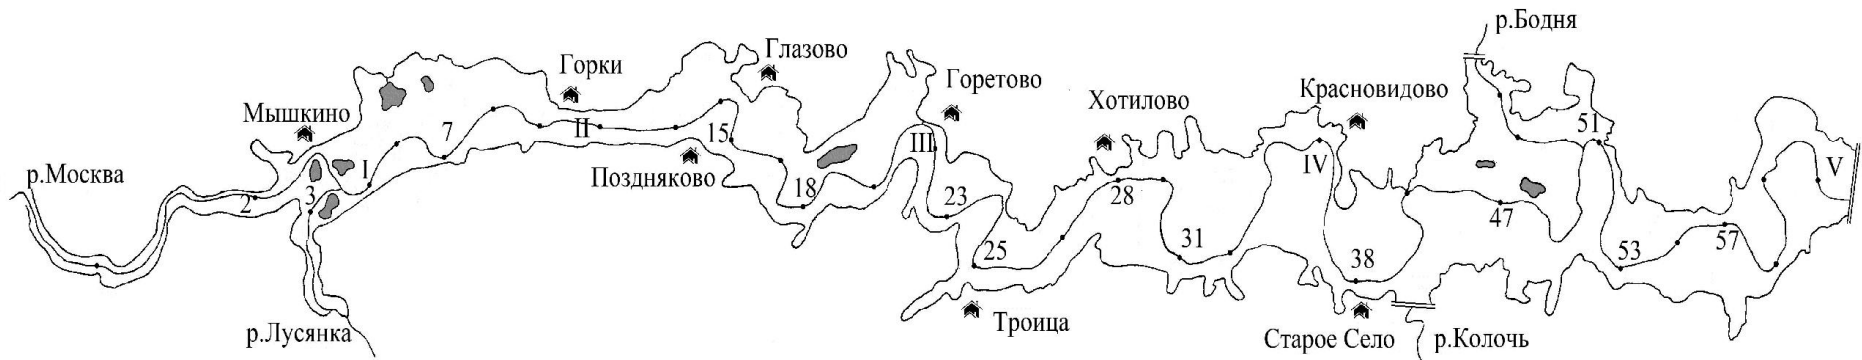 р.Москва
2
Мышкино
3
р.Лусянка
I
7
Горки
II
Поздняково
15
Глазово
18
Горетово
III
23
25
Троица
Хотилово
28
31
Красновидово
IV
38
Старое Село
р.Колочь
р.Бодня
47
51
53
57
V